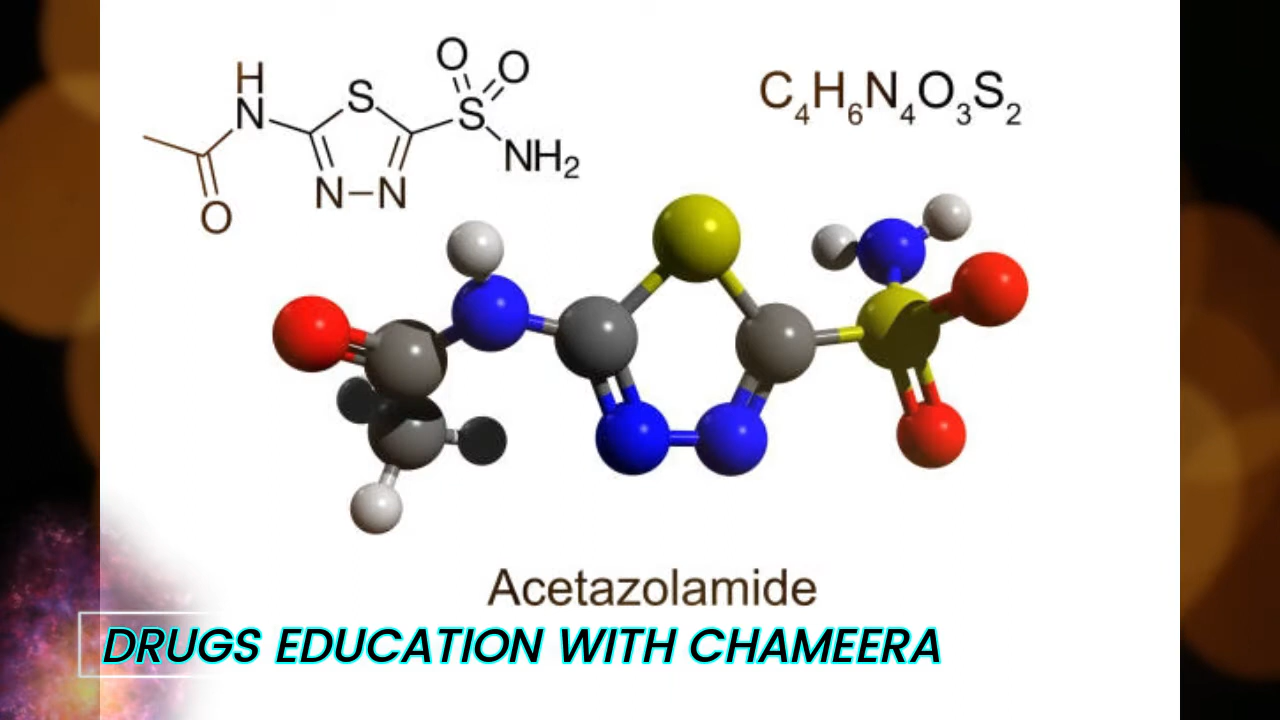 H
N
O
S
N–N
O
O
S
NH₂
C₄H₆N₄O₃S₂
Acetazolamide
DRUGS EDUCATION WITH CHAMEERA